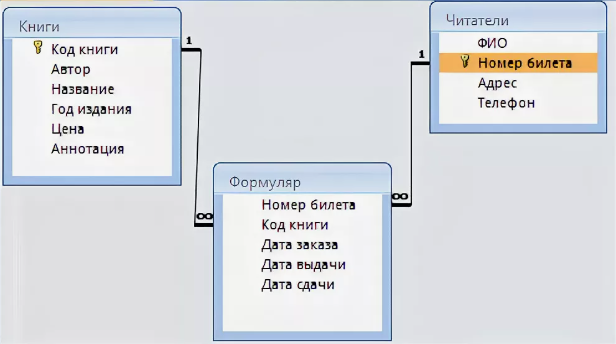 Книги
Код книги
Автор
Название
Год издания
Цена
Аннотация
1
Читатели
ФИО
Номер билета
Адрес
Телефон
1
Формуляр
Номер билета
Код книги
Дата заказа
Дата выдачи
Дата сдачи
∞
∞